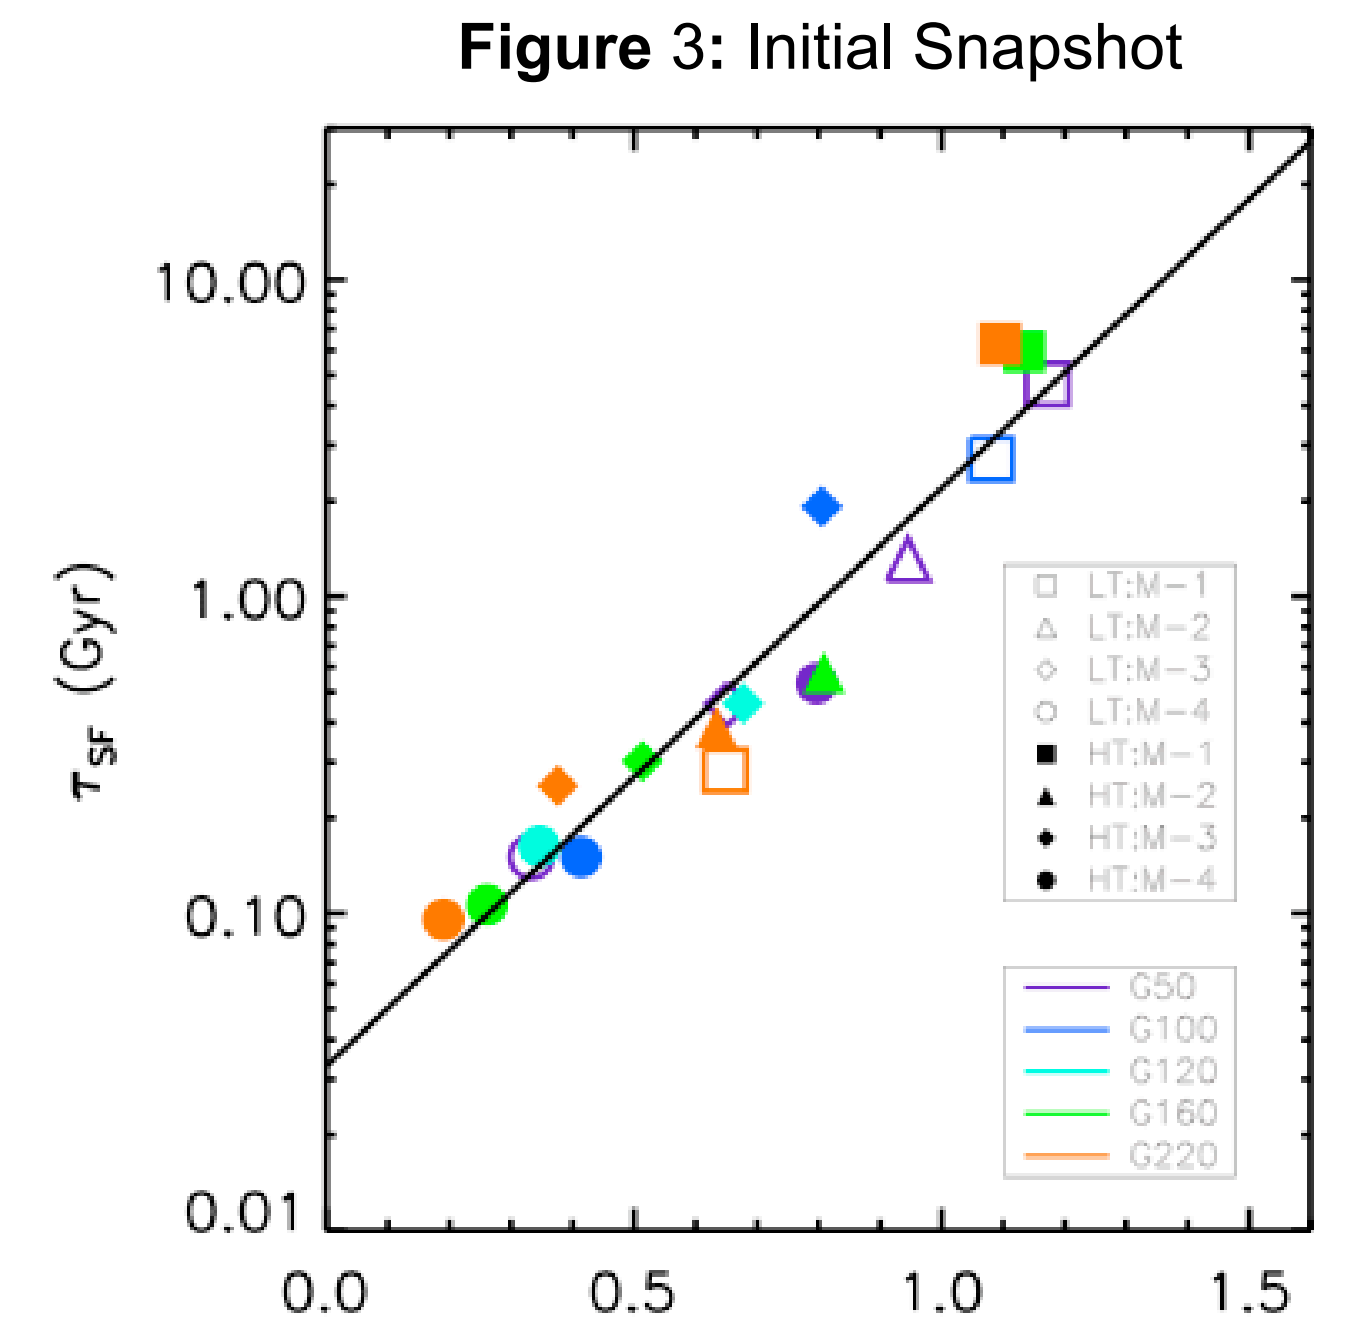 Figure 3: Initial Snapshot
10.00
1.00
0.10
0.01
τSF (Gyr)
LT:M-1
LT:M-2
LT:M-3
LT:M-4
HT:M-1
HT:M-2
HT:M-3
HT:M-4
G50
G100
G120
G160
G220
0.0 0.5 1.0 1.5